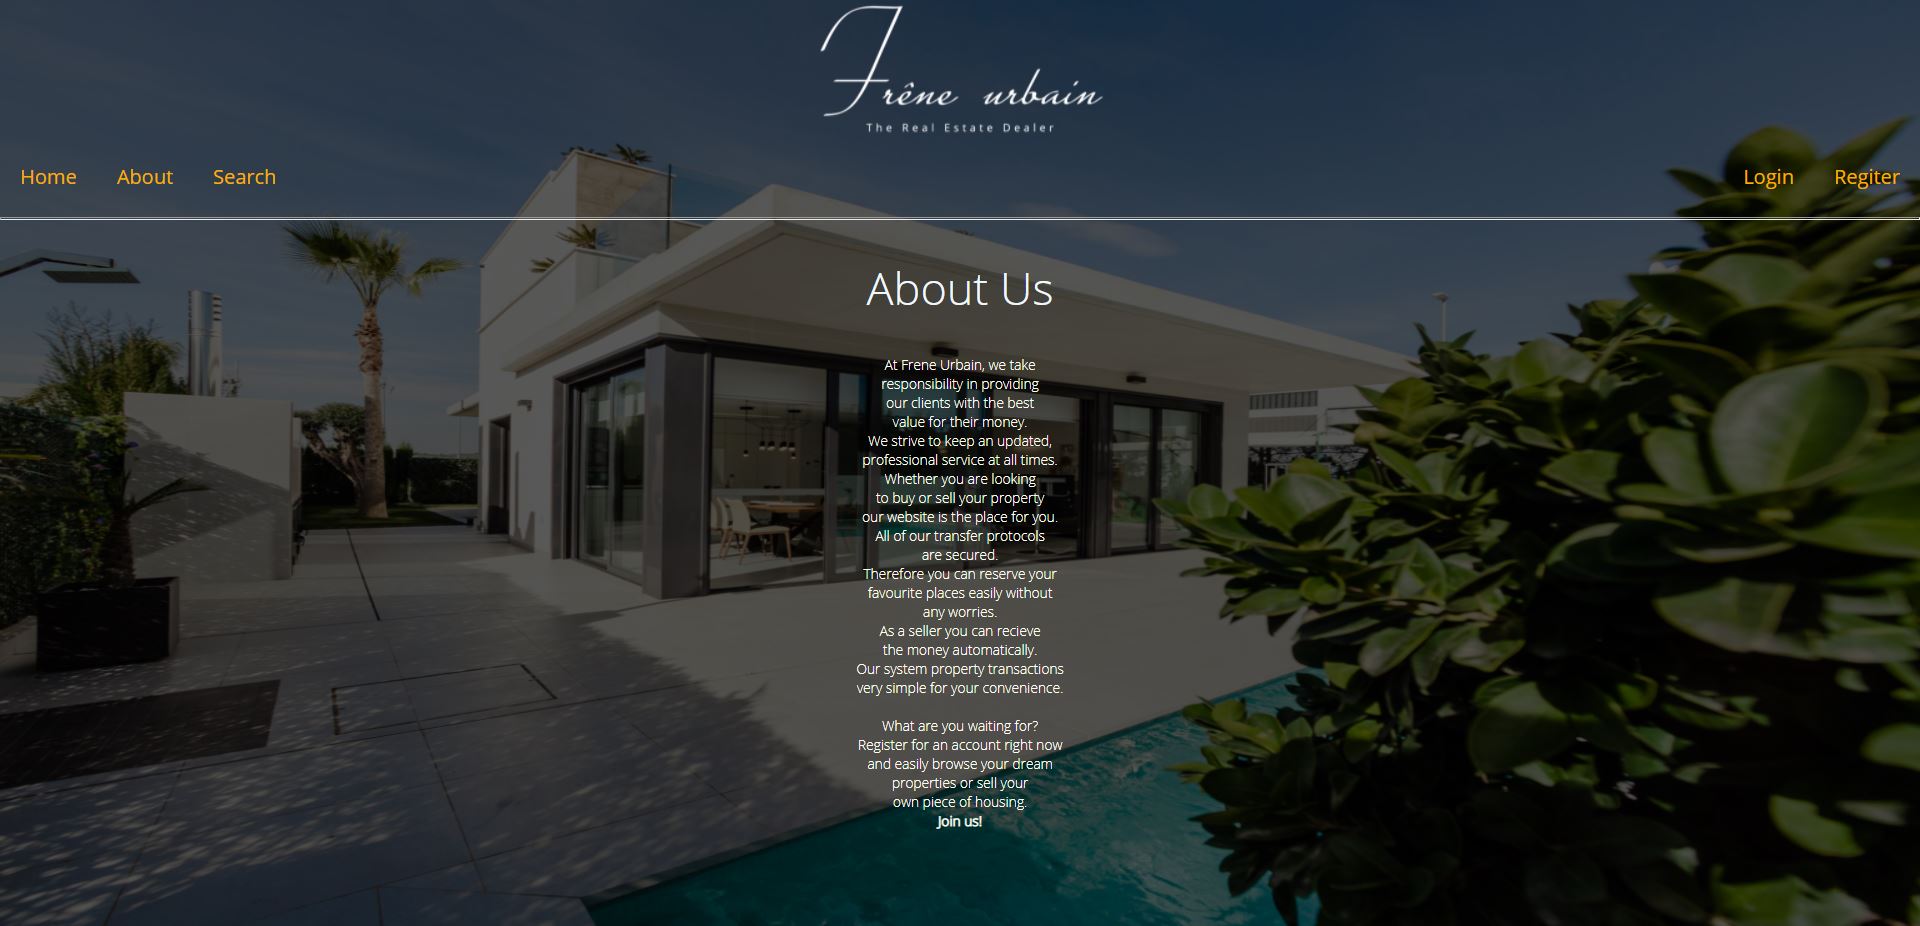 Frêne urbain
The Real Estate Dealer
Home About Search Login Regiter
About Us
At Frene Urbain, we take
responsibility in providing
our clients with the best
value for their money.
We strive to keep an updated,
professional service at all times.
Whether you are looking
to buy or sell your property
our website is the place for you.
All of our transfer protocols
are secured.
Therefore you can reserve your
favourite places easily without
any worries.
As a seller you can recieve
the money automatically.
Our system property transactions
very simple for your convenience.
What are you waiting for?
Register for an account right now
and easily browse your dream
properties or sell your
own piece of housing.
Join us!